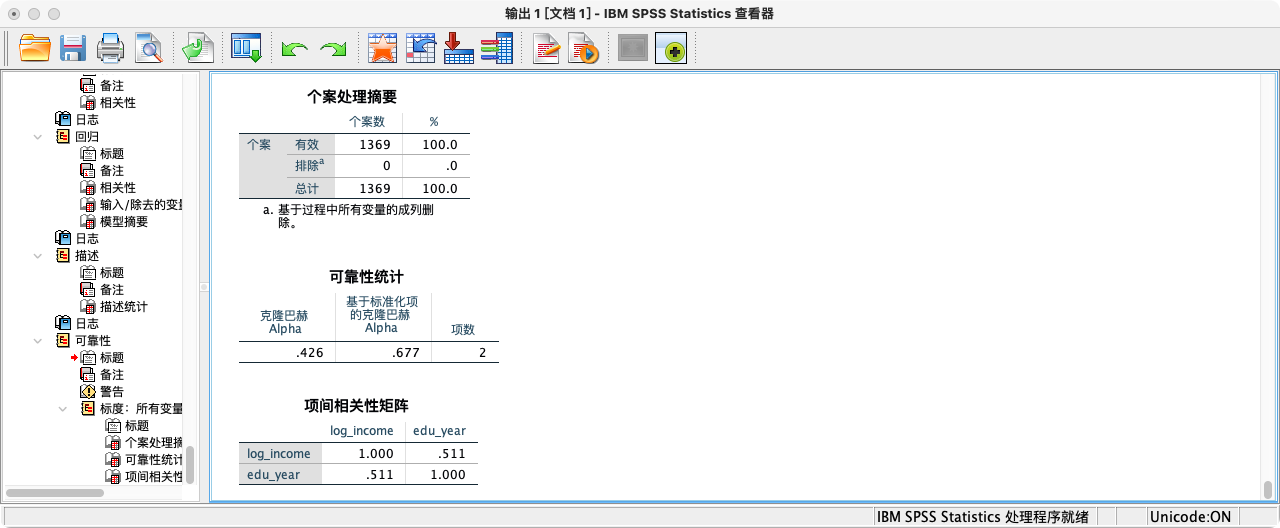 输出 1 [文档 1] - IBM SPSS Statistics 查看器
备注
相关性
日志
回归
标题
备注
相关性
输入/除去的变量
模型摘要
日志
描述
标题
备注
描述统计
日志
可靠性
标题
备注
警告
标度：所有变量
标题
个案处理摘
可靠性统计
项间相关性
个案处理摘要
个案数 %
个案 有效 1369 100.0
排除a 0 .0
总计 1369 100.0
a. 基于过程中所有变量的成列删
除。
可靠性统计
克隆巴赫 Alpha 基于标准化项的克隆巴赫 Alpha 项数
.426 .677 2
项间相关性矩阵
log_income edu_year
log_income 1.000 .511
edu_year .511 1.000
IBM SPSS Statistics 处理程序就绪 Unicode:ON